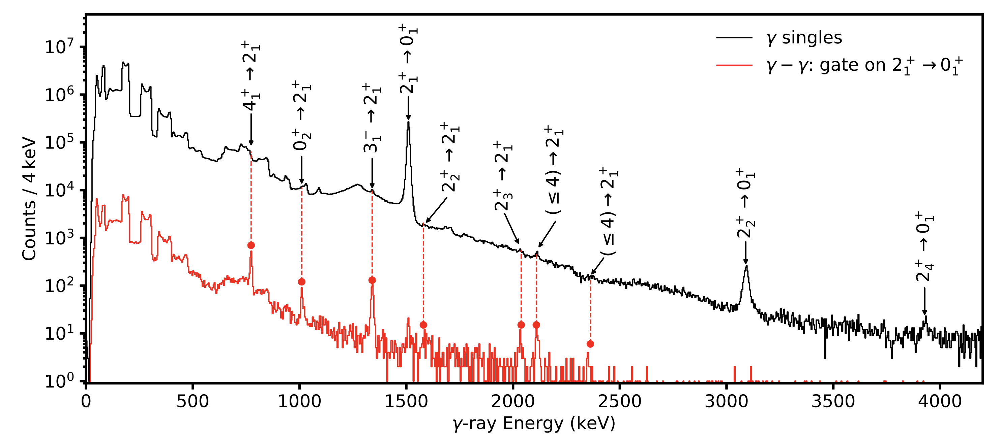 γ singles
γ − γ: gate on 2₁⁺ → 0₁⁺
4₁⁺ → 2₁⁺
0₂⁺ → 2₁⁺
3₁⁻ → 2₁⁺
2₁⁺ → 0₁⁺
2₂⁺ → 2₁⁺
2₃⁺ → 2₁⁺
(≤ 4) → 2₁⁺
(≤ 4) → 2₁⁺
2₂⁺ → 0₁⁺
2₄⁺ → 0₁⁺
Counts / 4 keV
10⁷
10⁶
10⁵
10⁴
10³
10²
10¹
10⁰
0 500 1000 1500 2000 2500 3000 3500 4000
γ-ray Energy (keV)